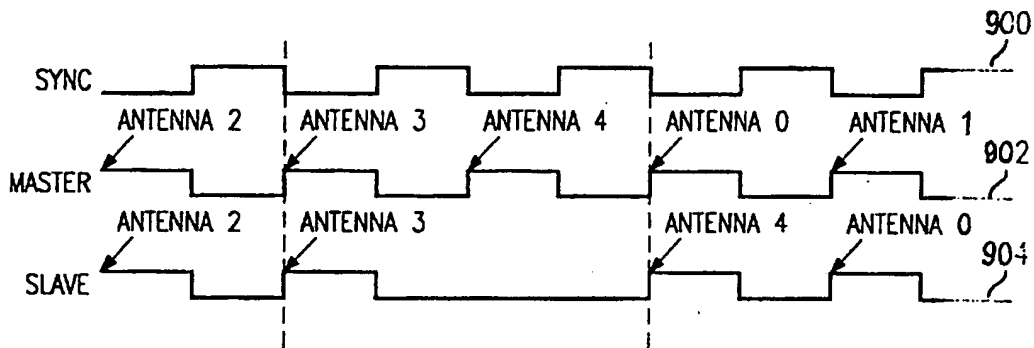 900
SYNC
ANTENNA 2 ANTENNA 3 ANTENNA 4 ANTENNA 0 ANTENNA 1
902
MASTER
ANTENNA 2 ANTENNA 3 ANTENNA 4 ANTENNA 0
904
SLAVE